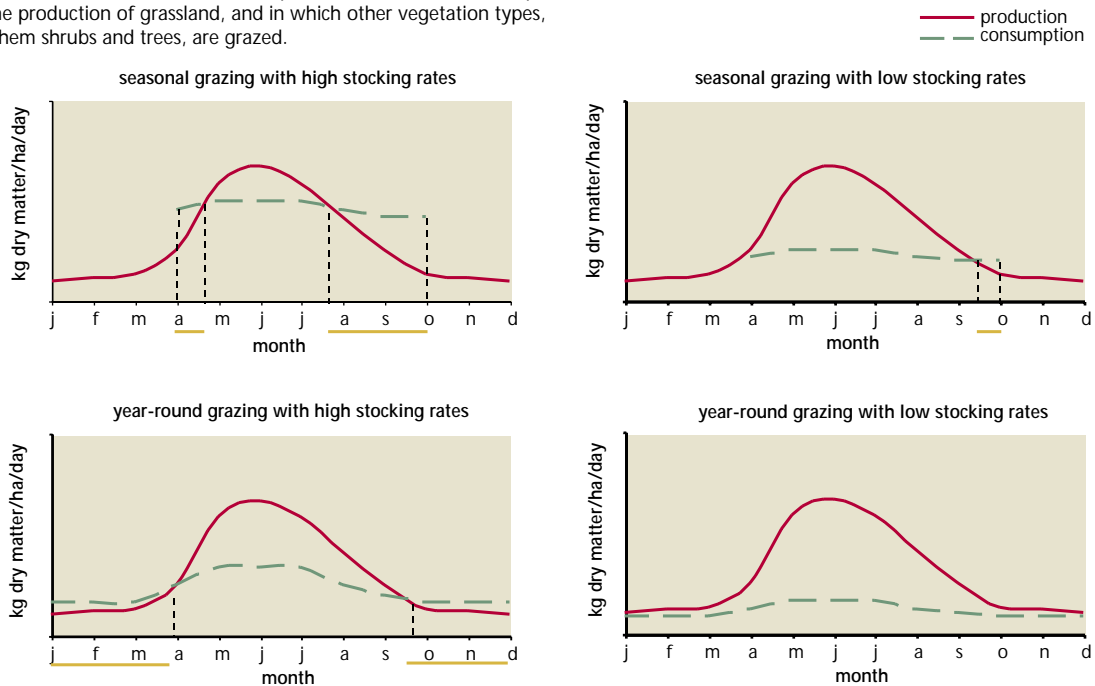 the production of grassland, and in which other vegetation types,
them shrubs and trees, are grazed.
production
consumption
seasonal grazing with high stocking rates
kg dry matter/ha/day
j f m a m j j a s o n d
month
seasonal grazing with low stocking rates
kg dry matter/ha/day
j f m a m j j a s o n d
month
year-round grazing with high stocking rates
kg dry matter/ha/day
j f m a m j j a s o n d
month
year-round grazing with low stocking rates
kg dry matter/ha/day
j f m a m j j a s o n d
month